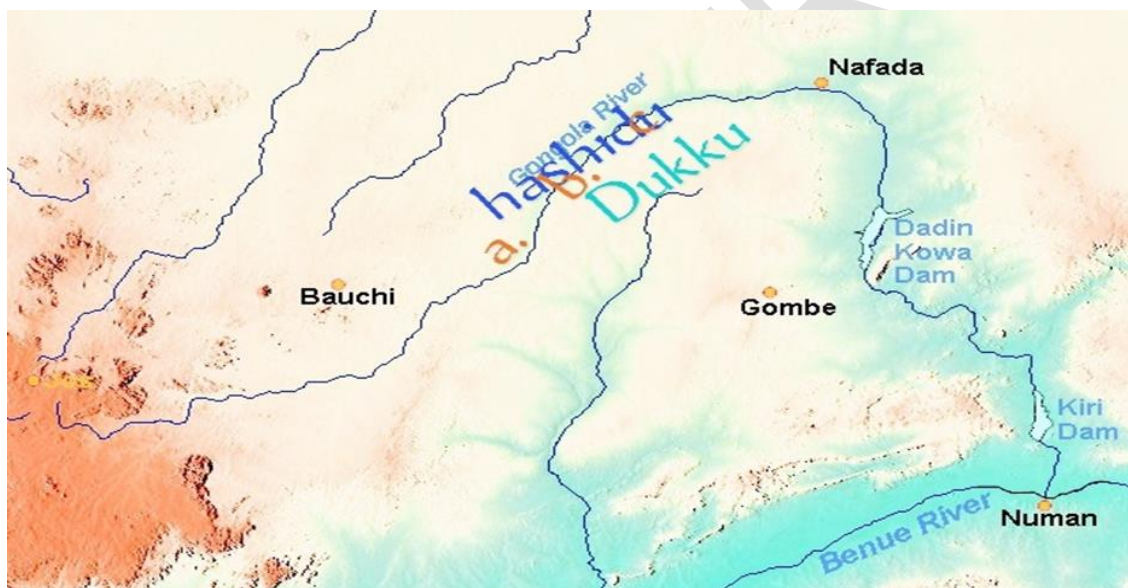 Nafada
Gongola River
hashidu
c
b.
Dukku
a.
Dadin
Kowa
Dam
Bauchi
Gombe
Jos
Kiri
Dam
Benue River
Numan